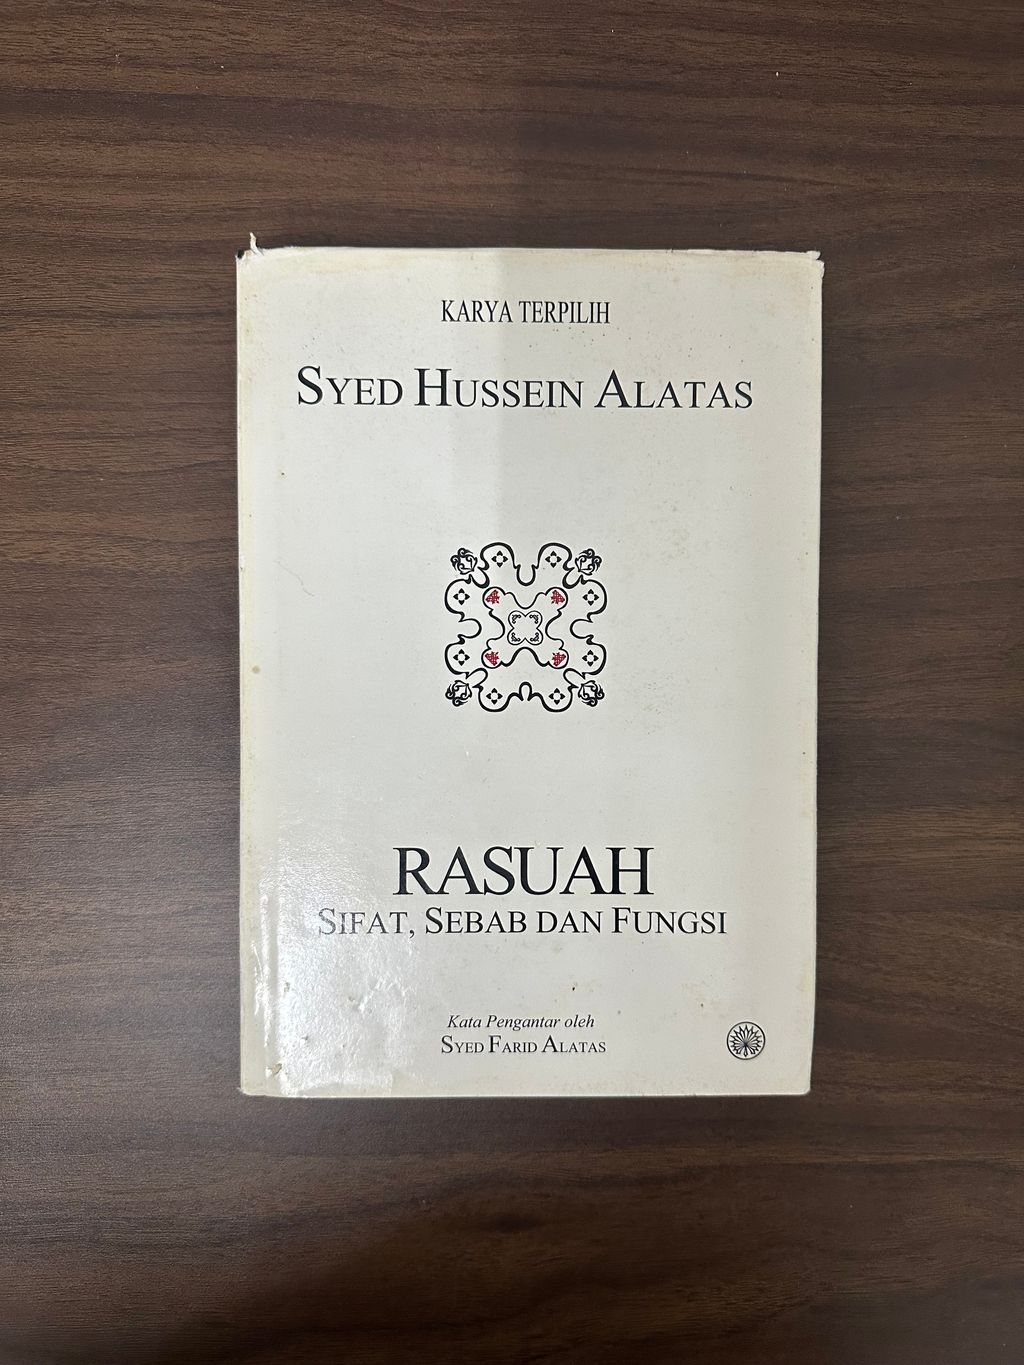 KARYA TERPILIH
SYED HUSSEIN ALATAS
RASUAH
SIFAT, SEBAB DAN FUNGSI
Kata Pengantar oleh
SYED FARID ALATAS